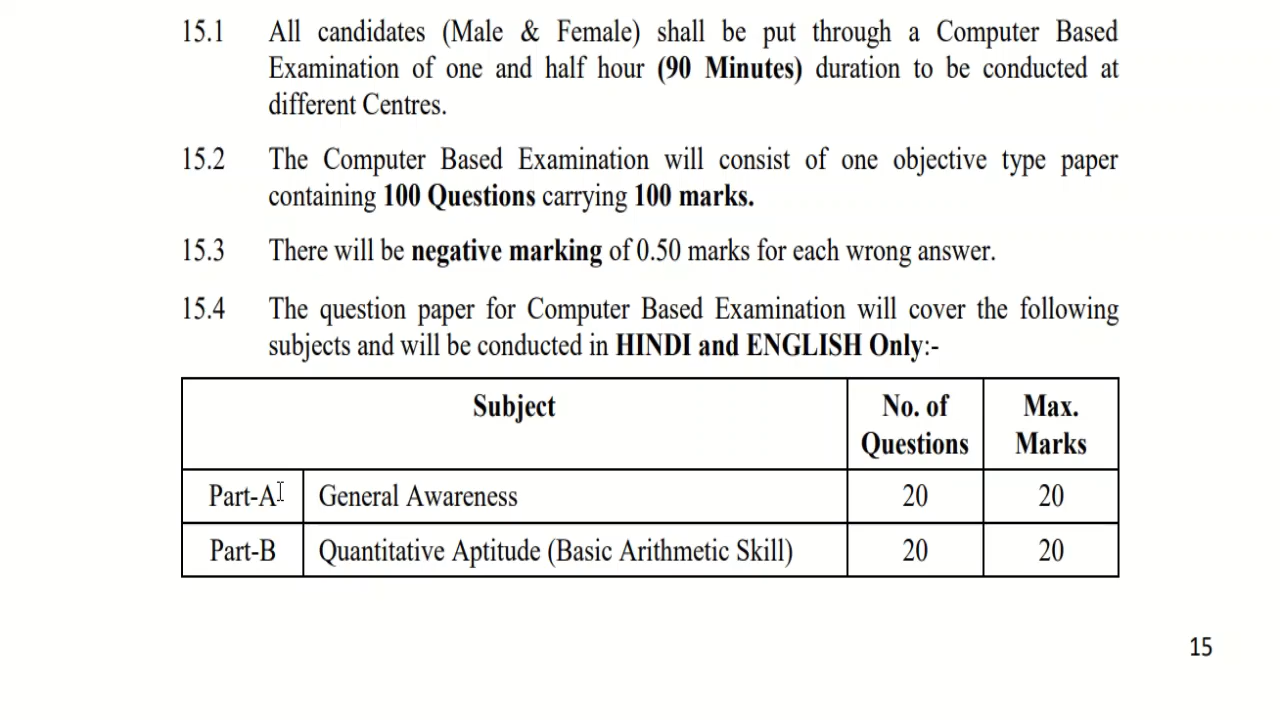 15.1 All candidates (Male & Female) shall be put through a Computer Based
Examination of one and half hour (90 Minutes) duration to be conducted at
different Centres.
15.2 The Computer Based Examination will consist of one objective type paper
containing 100 Questions carrying 100 marks.
15.3 There will be negative marking of 0.50 marks for each wrong answer.
15.4 The question paper for Computer Based Examination will cover the following
subjects and will be conducted in HINDI and ENGLISH Only:-
Subject No. of Questions Max. Marks
Part-A General Awareness 20 20
Part-B Quantitative Aptitude (Basic Arithmetic Skill) 20 20
15